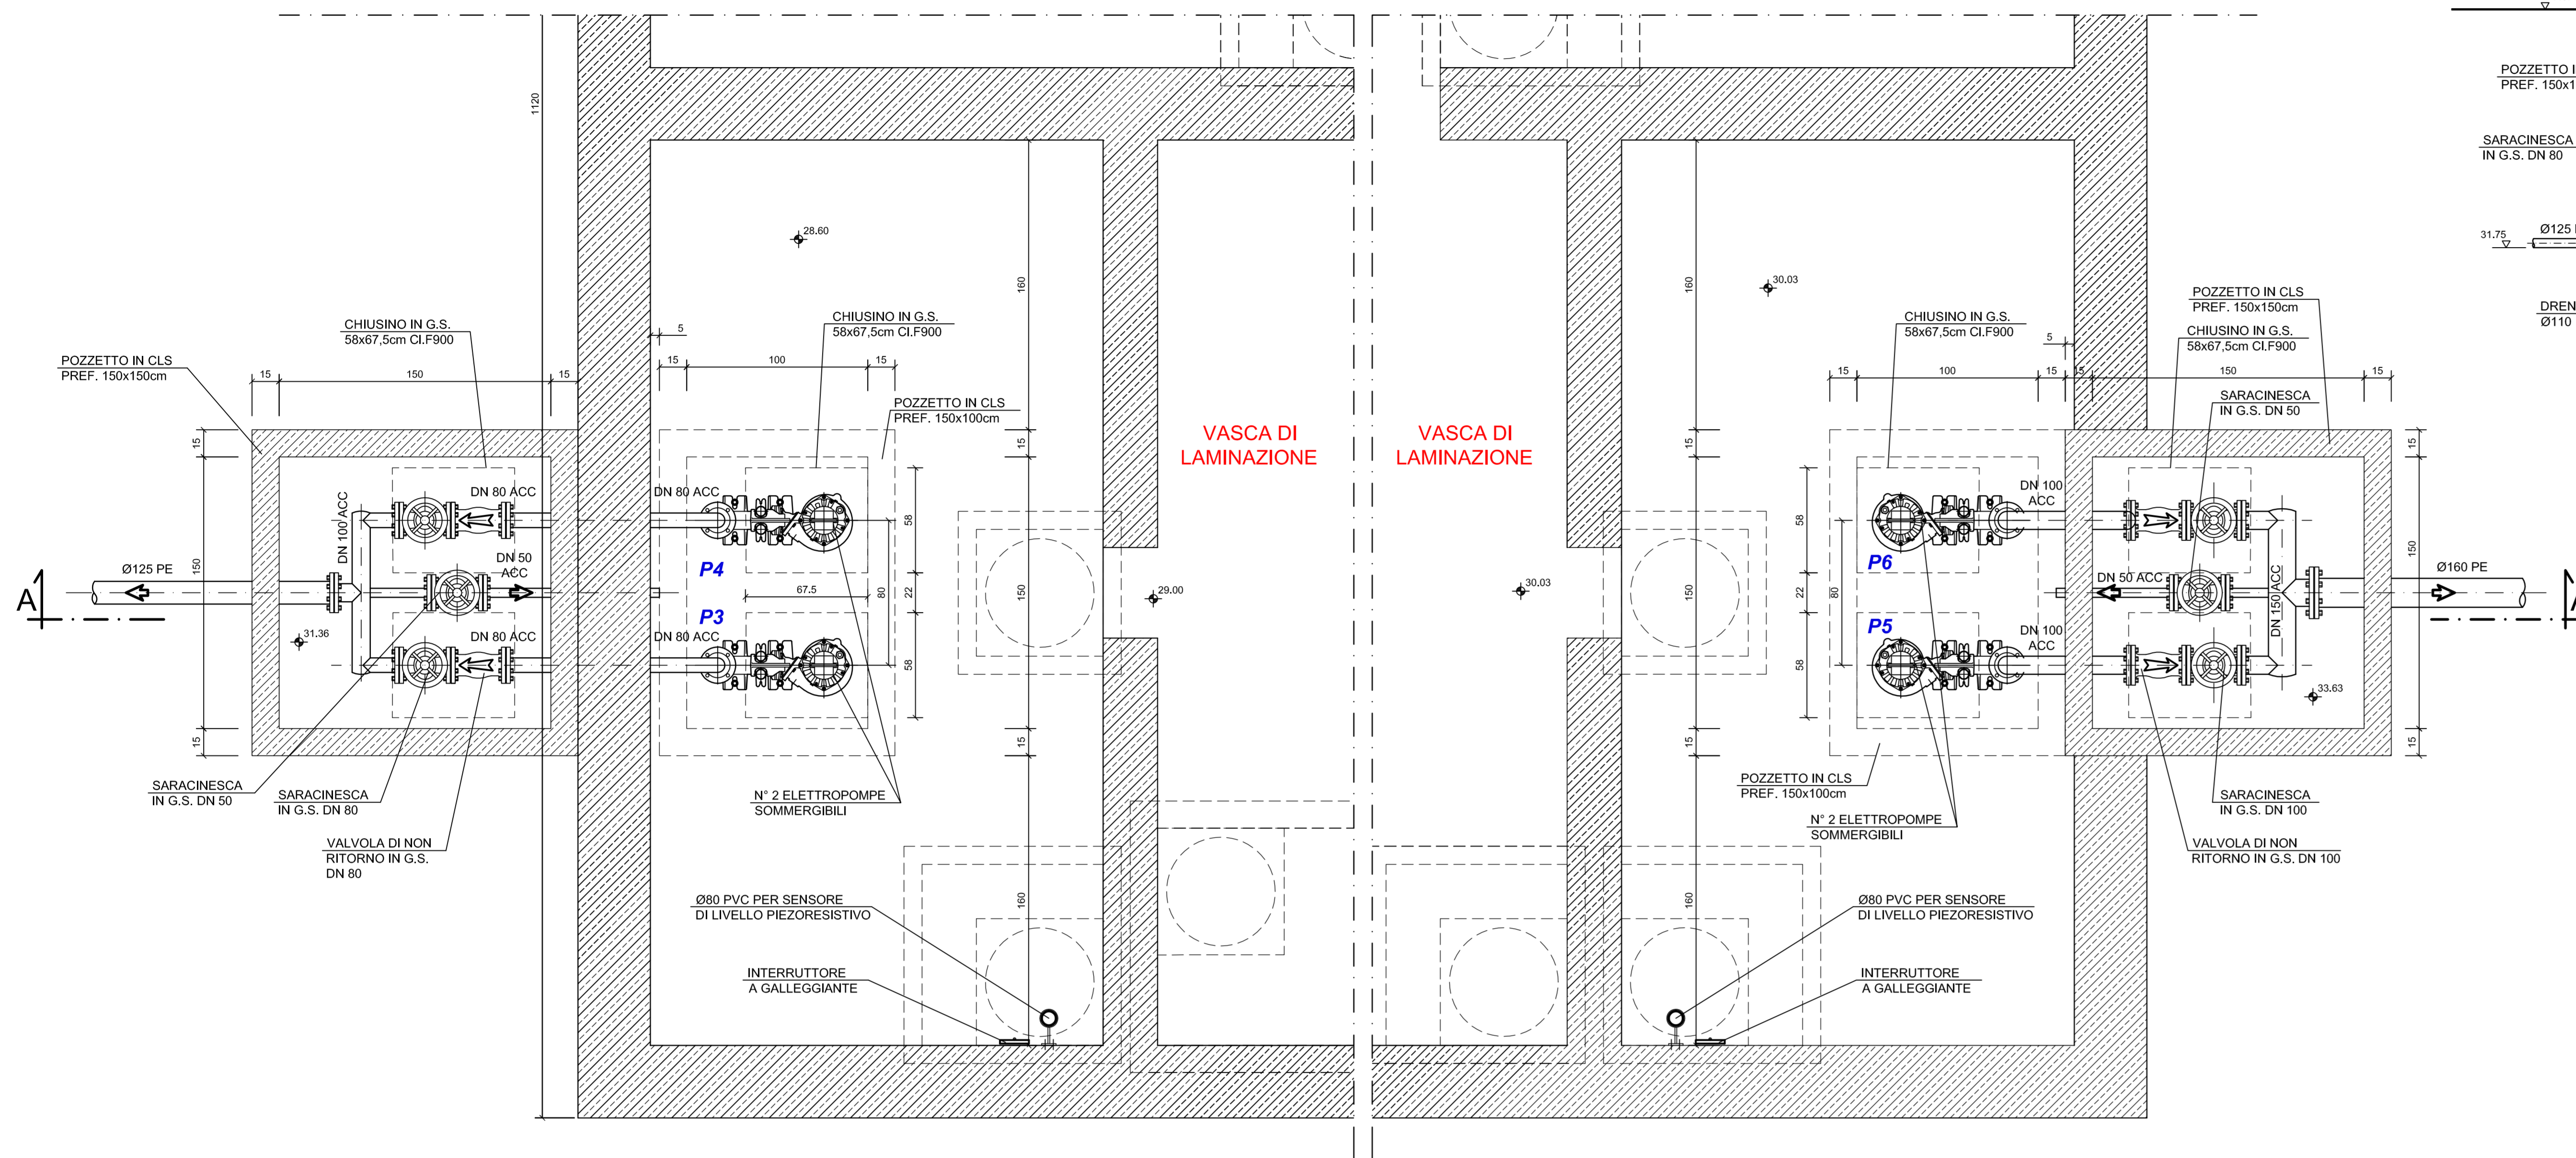 1120
POZZETTO IN CLS
PREF. 150x150cm
CHIUSINO IN G.S.
58x67,5cm Cl.F900
15
150
15
15
150
15
DN 100 ACC
DN 80 ACC
DN 50
ACC
DN 80 ACC
Ø125 PE
A
31.36
SARACINESCA
IN G.S. DN 50
SARACINESCA
IN G.S. DN 80
VALVOLA DI NON
RITORNO IN G.S.
DN 80
28.60
CHIUSINO IN G.S.
58x67,5cm Cl.F900
5
15
100
15
POZZETTO IN CLS
PREF. 150x100cm
DN 80 ACC
P4
67.5
P3
DN 80 ACC
58
22
80
58
160
15
150
15
160
N° 2 ELETTROPOMPE
SOMMERGIBILI
Ø80 PVC PER SENSORE
DI LIVELLO PIEZORESISTIVO
INTERRUTTORE
A GALLEGGIANTE
29.00
VASCA DI
LAMINAZIONE
VASCA DI
LAMINAZIONE
30.03
160
15
150
15
160
30.03
CHIUSINO IN G.S.
58x67,5cm Cl.F900
5
15
100
15
15
150
15
POZZETTO IN CLS
PREF. 150x150cm
CHIUSINO IN G.S.
58x67,5cm Cl.F900
SARACINESCA
IN G.S. DN 50
58
22
80
58
P6
P5
DN 100
ACC
DN 100
ACC
DN 50 ACC
DN 150 ACC
15
150
15
Ø160 PE
33.63
POZZETTO IN CLS
PREF. 150x100cm
N° 2 ELETTROPOMPE
SOMMERGIBILI
SARACINESCA
IN G.S. DN 100
VALVOLA DI NON
RITORNO IN G.S. DN 100
Ø80 PVC PER SENSORE
DI LIVELLO PIEZORESISTIVO
INTERRUTTORE
A GALLEGGIANTE
POZZETTO
PREF. 150x1
SARACINESCA
IN G.S. DN 80
31.75
Ø125
DREN
Ø110